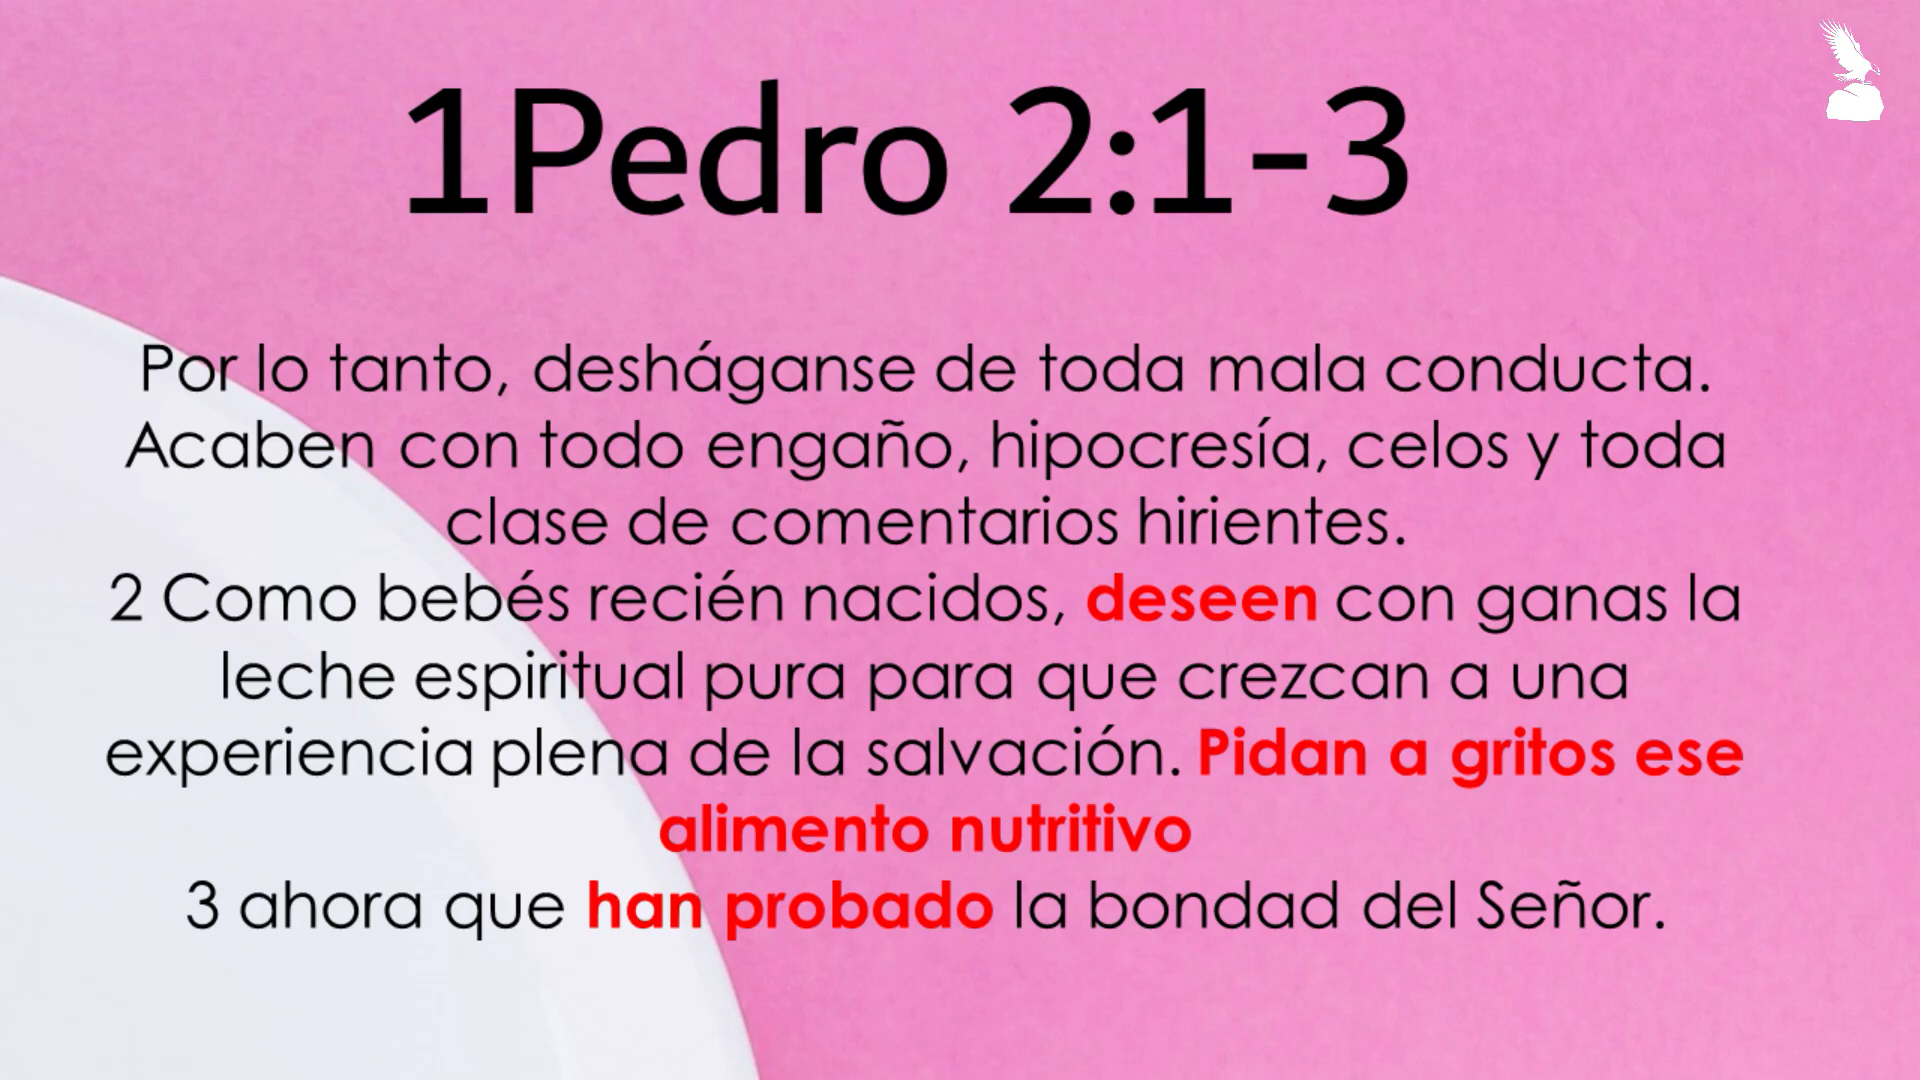 1Pedro 2:1-3
Por lo tanto, desháganse de toda mala conducta.
Acaben con todo engaño, hipocresía, celos y toda
clase de comentarios hirientes.
2 Como bebés recién nacidos, deseen con ganas la
leche espiritual pura para que crezcan a una
experiencia plena de la salvación. Pidan a gritos ese
alimento nutritivo
3 ahora que han probado la bondad del Señor.